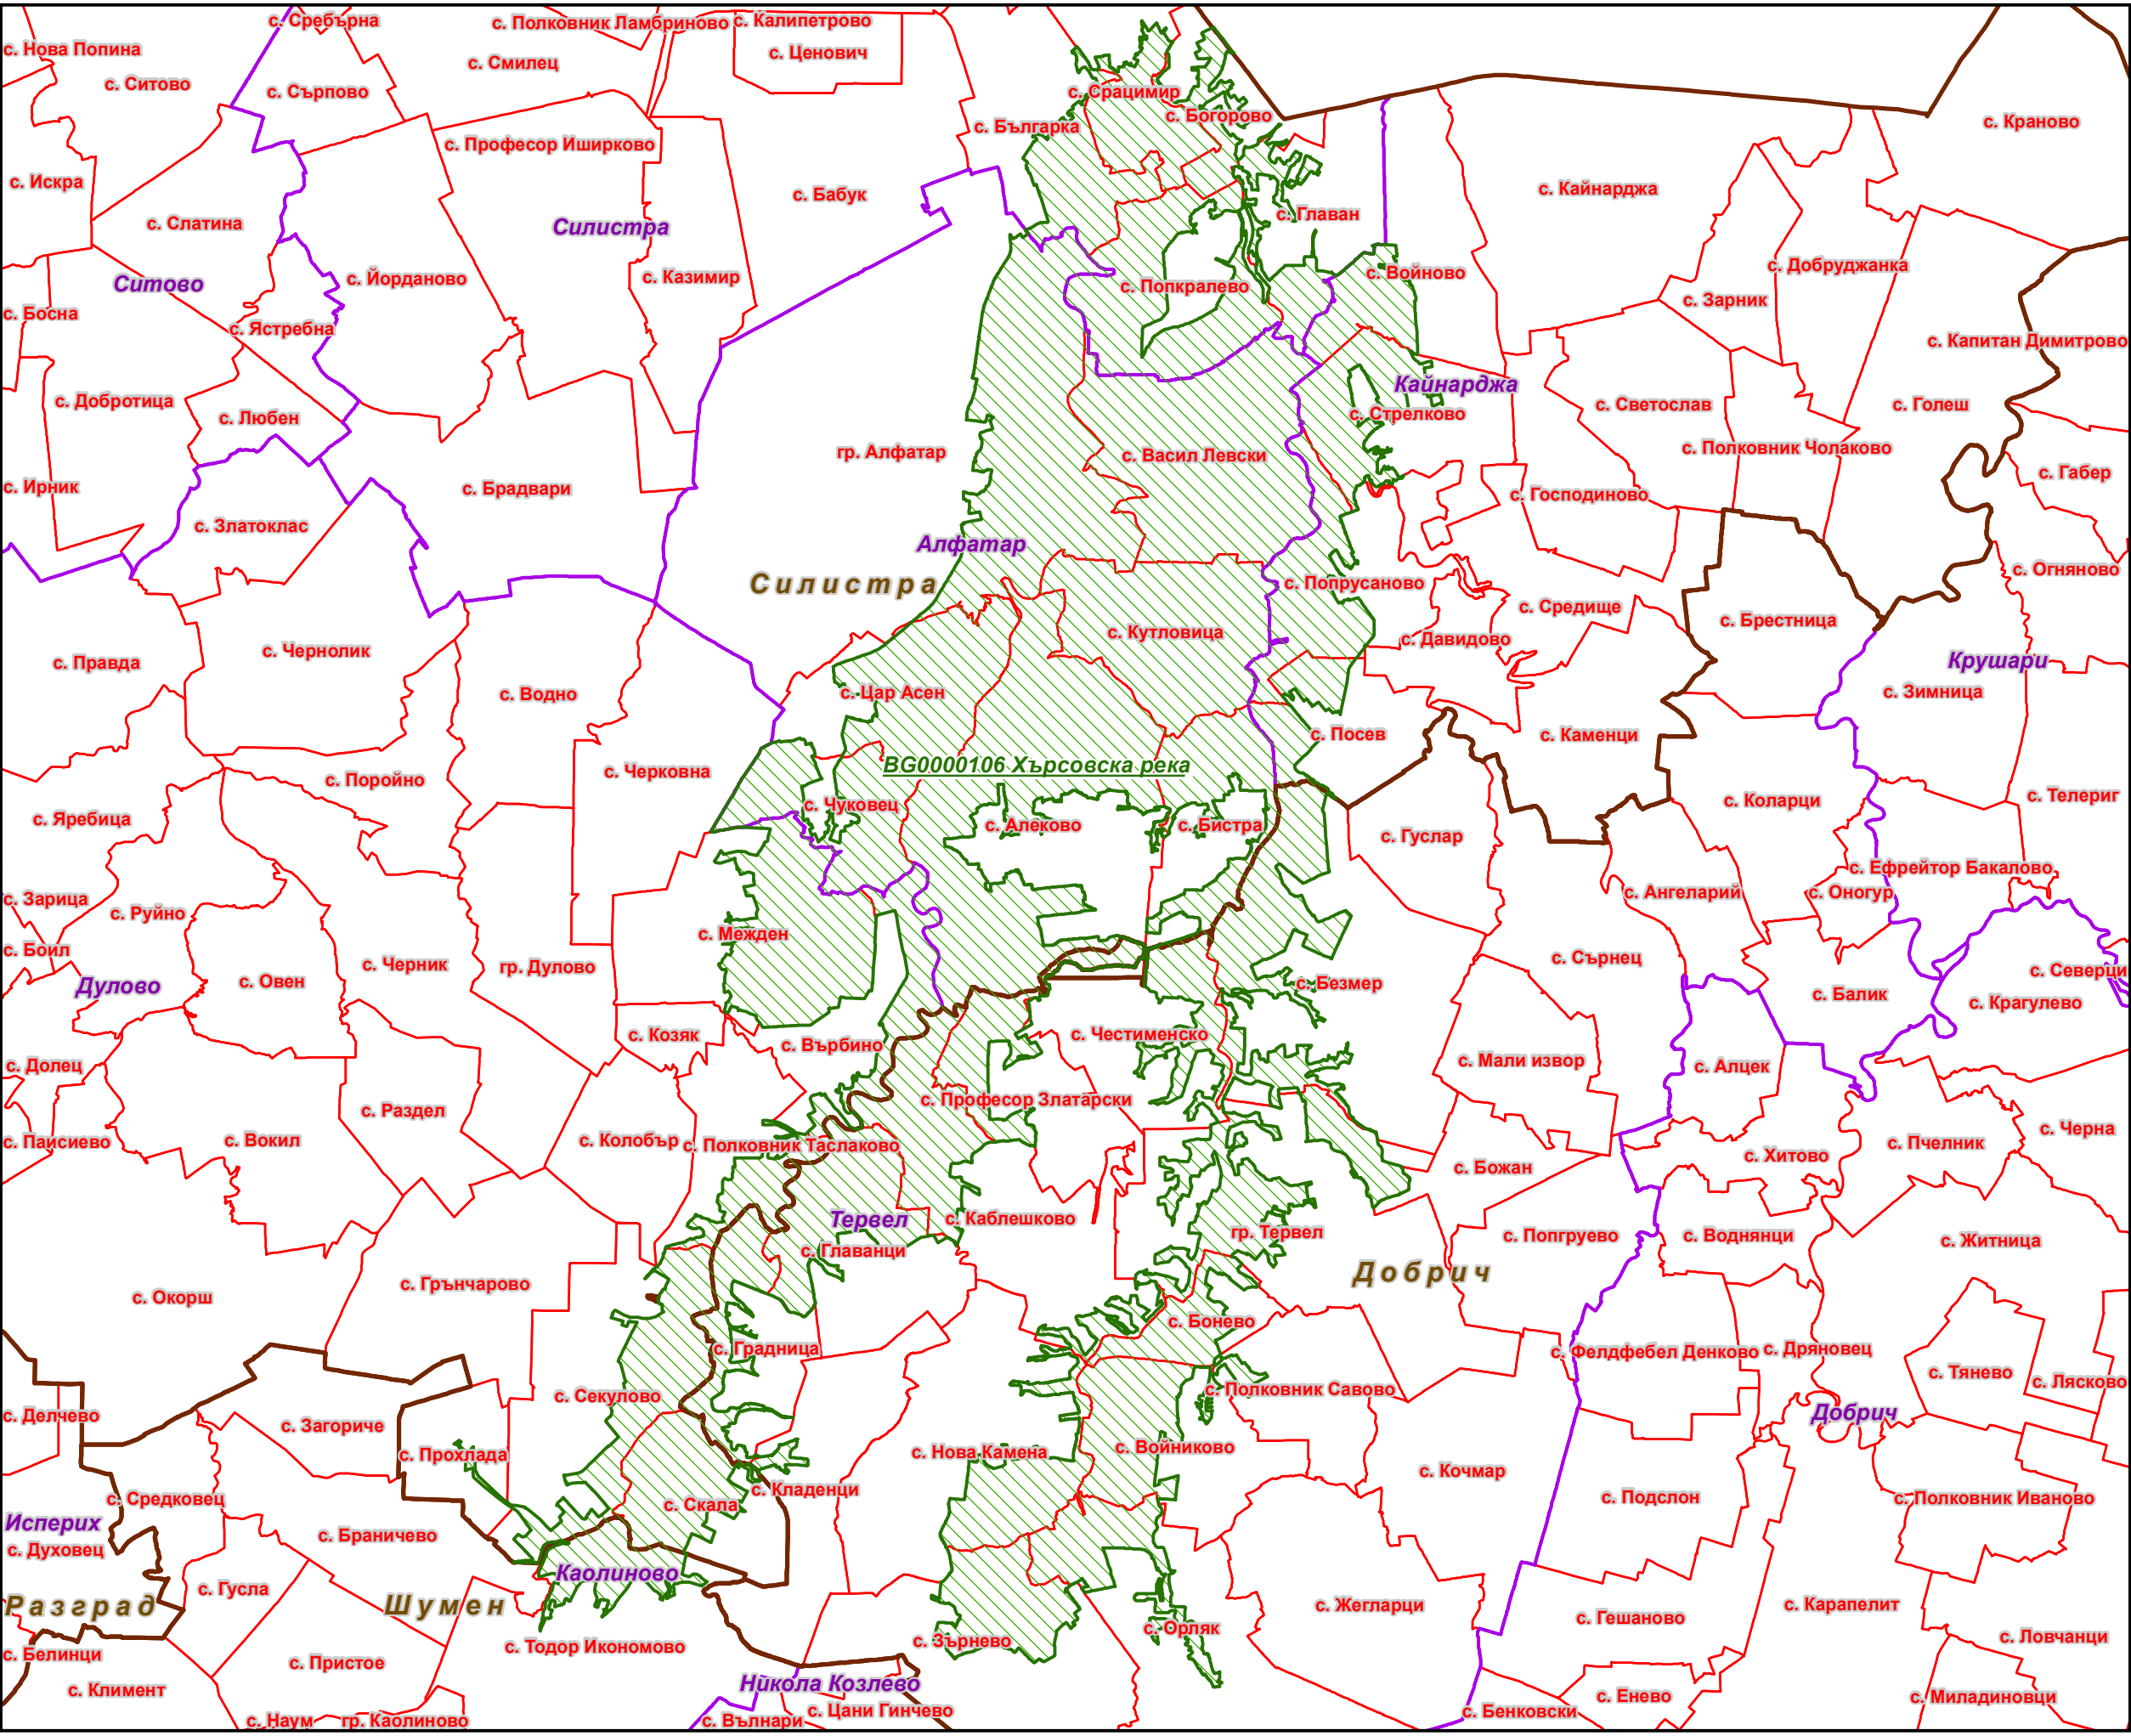 с. Сребърна
с. Полковник Ламбриново
с. Калипетрово
с. Нова Попина
с. Ценович
с. Смилец
с. Ситово
с. Сърпово
с. Срацимир
с. Богорово
с. Краново
с. Българка
с. Професор Иширково
с. Искра
с. Кайнарджа
с. Бабук
с. Главан
с. Слатина
Силистра
с. Добруджанка
с. Войново
с. Казимир
с. Йорданово
Ситово
с. Попкралево
с. Зарник
с. Босна
с. Ястребна
с. Капитан Димитрово
Кайнарджа
с. Добротица
с. Светослав
с. Голеш
с. Стрелково
с. Любен
с. Полковник Чолаково
гр. Алфатар
с. Васил Левски
с. Габер
с. Ирник
с. Брадвари
с. Господиново
с. Златоклас
Алфатар
с. Огняново
Силистра
с. Попрусаново
с. Средище
с. Брестница
с. Кутловица
с. Давидово
с. Чернолик
с. Правда
Крушари
с. Зимница
с. Цар Асен
с. Водно
с. Посев
с. Каменци
BG0000106 Хърсовска река
с. Черковна
с. Поройно
с. Телериг
с. Коларци
с. Чуковец
с. Яребица
с. Алеково
с. Бистра
с. Гуслар
с. Ефрейтор Бакалово
с. Ангеларий
с. Оногур
с. Зарица
с. Руйно
с. Межден
с. Боил
с. Сърнец
с. Черник
гр. Дулово
с. Северци
с. Овен
с. Безмер
Дулово
с. Балик
с. Крагулево
с. Козяк
с. Честименско
с. Върбино
с. Мали извор
с. Долец
с. Алцек
с. Професор Златарски
с. Раздел
с. Черна
с. Паисиево
с. Вокил
с. Колобър
с. Полковник Таслаково
с. Пчелник
с. Хитово
с. Божан
Тервел
с. Каблешково
гр. Тервел
с. Попгруево
с. Воднянци
с. Житница
с. Главанци
Добрич
с. Грънчарово
с. Окорш
с. Бонево
с. Градница
с. Фелдфебел Денково
с. Дряновец
с. Тянево
с. Лясково
с. Полковник Савово
с. Секулово
Добрич
с. Делчево
с. Загориче
с. Войниково
с. Нова Камена
с. Прохлада
с. Кочмар
с. Кладенци
с. Подслон
с. Полковник Иваново
с. Средковец
с. Скала
Исперих
с. Браничево
с. Духовец
Каолиново
с. Гусла
Разград
Шумен
с. Жегларци
с. Карапелит
с. Гешаново
с. Орляк
с. Ловчанци
с. Зърнево
с. Тодор Икономово
с. Белинци
с. Пристое
Никола Козлево
с. Климент
с. Енево
с. Миладиновци
с. Цани Гинчево
с. Бенковски
с. Наум
гр. Каолиново
с. Вълнари